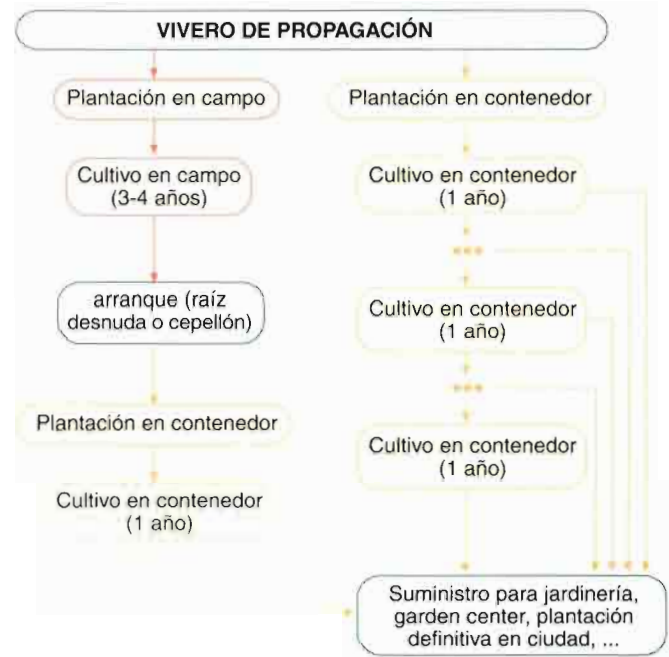 VIVERO DE PROPAGACIÓN
Plantación en campo
Cultivo en campo
(3-4 años)
arranque (raíz
desnuda o cepellón)
Plantación en contenedor
Cultivo en contenedor
(1 año)
Plantación en contenedor
Cultivo en contenedor
(1 año)
Cultivo en contenedor
(1 año)
Cultivo en contenedor
(1 año)
Suministro para jardinería,
garden center, plantación
definitiva en ciudad, ...